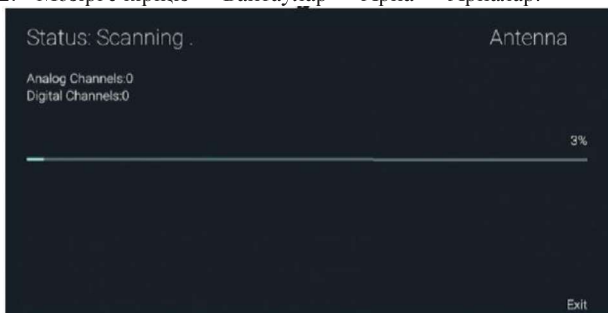 Status: Scanning .
Antenna
Analog Channels:0
Digital Channels:0
3%
Exit